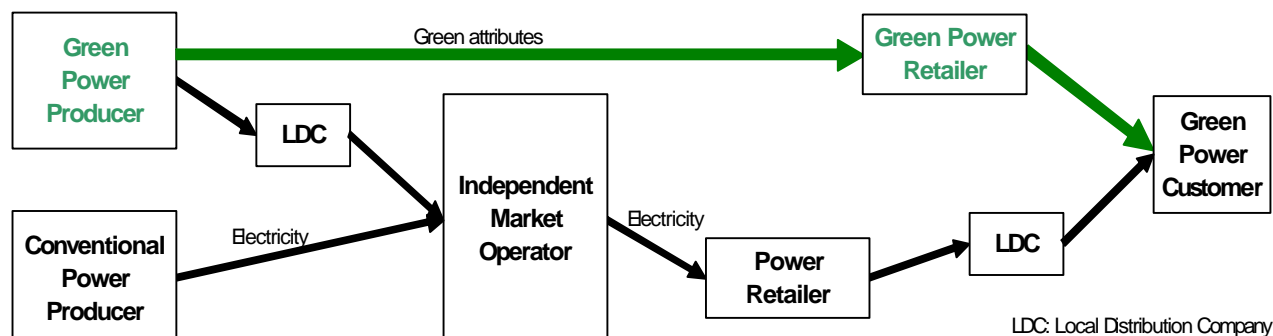 Green
Power
Producer
Green attributes
Green Power
Retailer
LDC
Green
Power
Customer
Independent
Market
Operator
Electricity
Electricity
Conventional
Power
Producer
Power
Retailer
LDC
LDC: Local Distribution Company